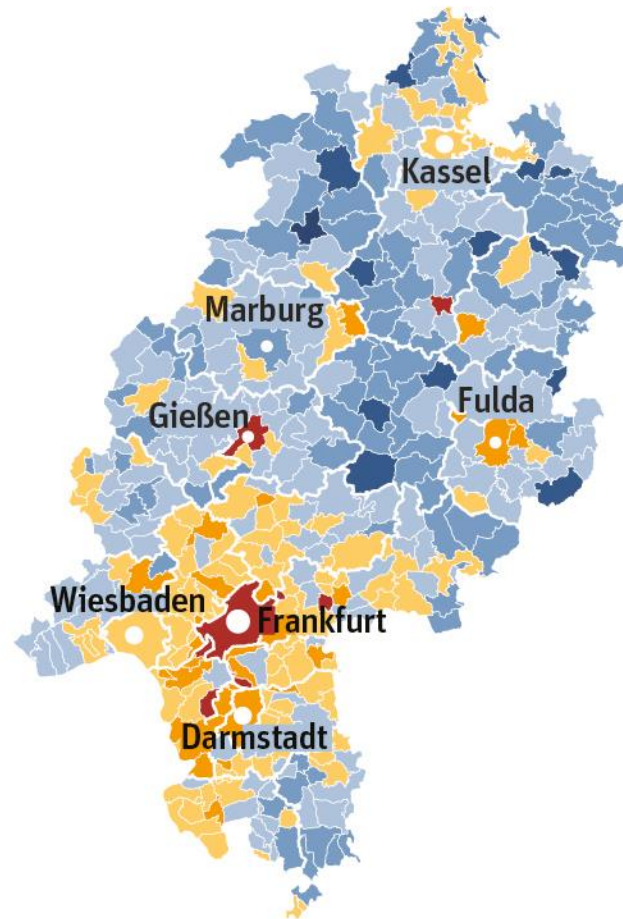 Kassel
Marburg
Gießen
Fulda
Wiesbaden
Frankfurt
Darmstadt